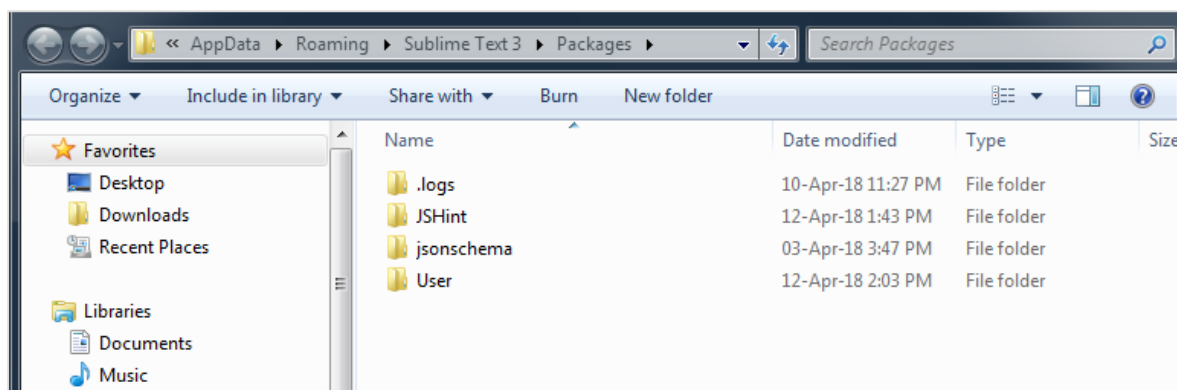 « AppData ▸ Roaming ▸ Sublime Text 3 ▸ Packages ▸ Search Packages
Organize Include in library Share with Burn New folder
Name Date modified Type Size
Favorites
Desktop
Downloads
Recent Places
Libraries
Documents
Music
.logs 10-Apr-18 11:27 PM File folder
JSHint 12-Apr-18 1:43 PM File folder
jsonschema 03-Apr-18 3:47 PM File folder
User 12-Apr-18 2:03 PM File folder